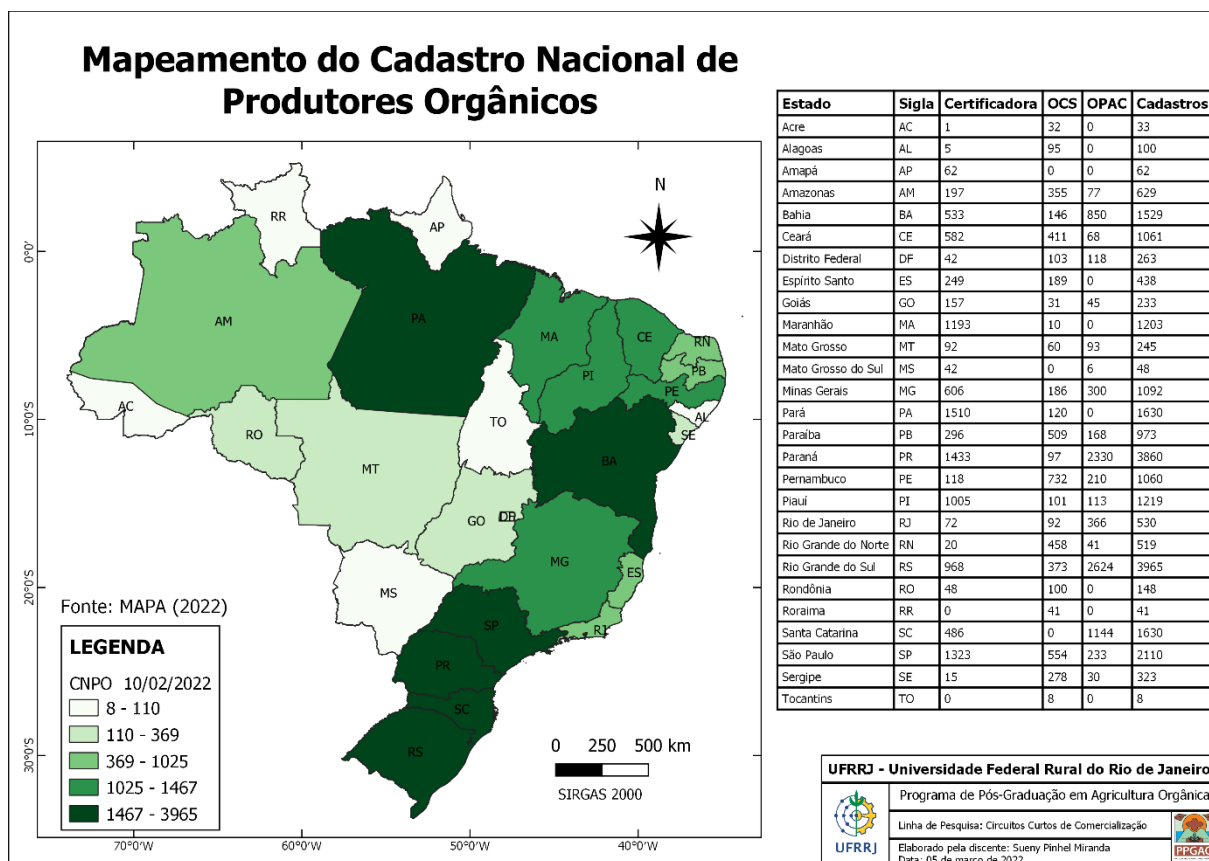 Mapeamento do Cadastro Nacional de
Produtores Orgânicos
N
RR
AP
AM
PA
MA
CE
RN
PB
PI
PE
AL
SE
AC
RO
TO
BA
MT
GO
DF
MG
ES
MS
SP
RJ
PR
SC
RS
0°0'
10°0'0"S
20°0'0"S
30°0'0"S
70°0'0"W
60°0'0"W
50°0'0"W
40°0'0"W
Fonte: MAPA (2022)
LEGENDA
CNPO 10/02/2022
8 - 110
110 - 369
369 - 1025
1025 - 1467
1467 - 3965
0 250 500 km
SIRGAS 2000
Estado Sigla Certificadora OCS OPAC Cadastros
Acre AC 1 32 0 33
Alagoas AL 5 95 0 100
Amapá AP 62 0 0 62
Amazonas AM 197 355 77 629
Bahia BA 533 146 850 1529
Ceará CE 582 411 68 1061
Distrito Federal DF 42 103 118 263
Espírito Santo ES 249 189 0 438
Goiás GO 157 31 45 233
Maranhão MA 1193 10 0 1203
Mato Grosso MT 92 60 93 245
Mato Grosso do Sul MS 42 0 6 48
Minas Gerais MG 606 186 300 1092
Pará PA 1510 120 0 1630
Paraíba PB 296 509 168 973
Paraná PR 1433 97 2330 3860
Pernambuco PE 118 732 210 1060
Piauí PI 1005 101 113 1219
Rio de Janeiro RJ 72 92 366 530
Rio Grande do Norte RN 20 458 41 519
Rio Grande do Sul RS 968 373 2624 3965
Rondônia RO 48 100 0 148
Roraima RR 0 41 0 41
Santa Catarina SC 486 0 1144 1630
São Paulo SP 1323 554 233 2110
Sergipe SE 15 278 30 323
Tocantins TO 0 8 0 8
UFRRJ - Universidade Federal Rural do Rio de Janeiro
Programa de Pós-Graduação em Agricultura Orgânica
Linha de Pesquisa: Circuitos Curtos de Comercialização
Elaborado pela discente: Sueny Pinhel Miranda
Data: 05 de março de 2022
UFRRJ
PPGAO